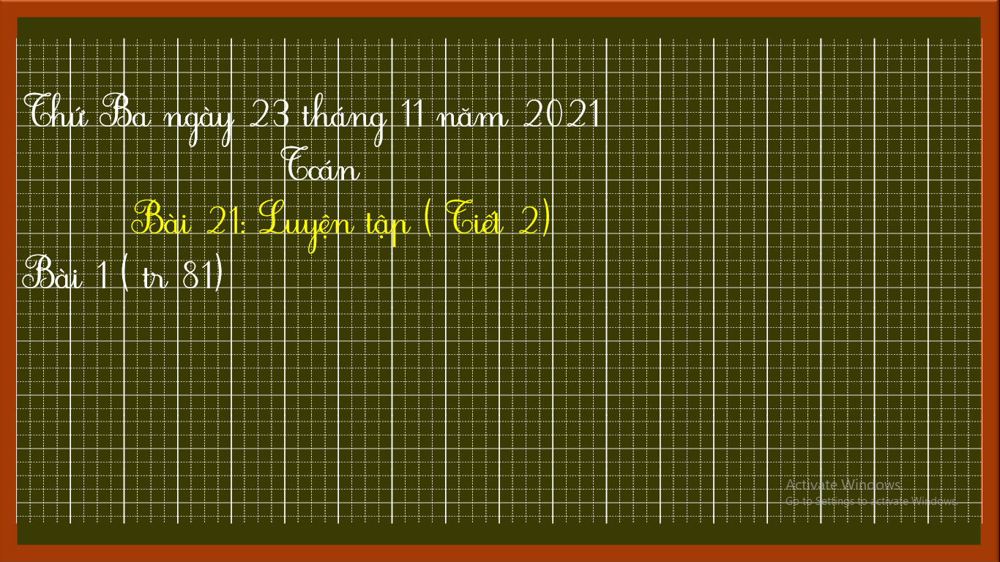 Thứ Ba ngày 23 tháng 11 năm 2021
Toán
Bài 21: Luyện tập ( Tiết 2)
Bài 1 ( tr 81)
Activate Windows
Go to Settings to activate Windows.